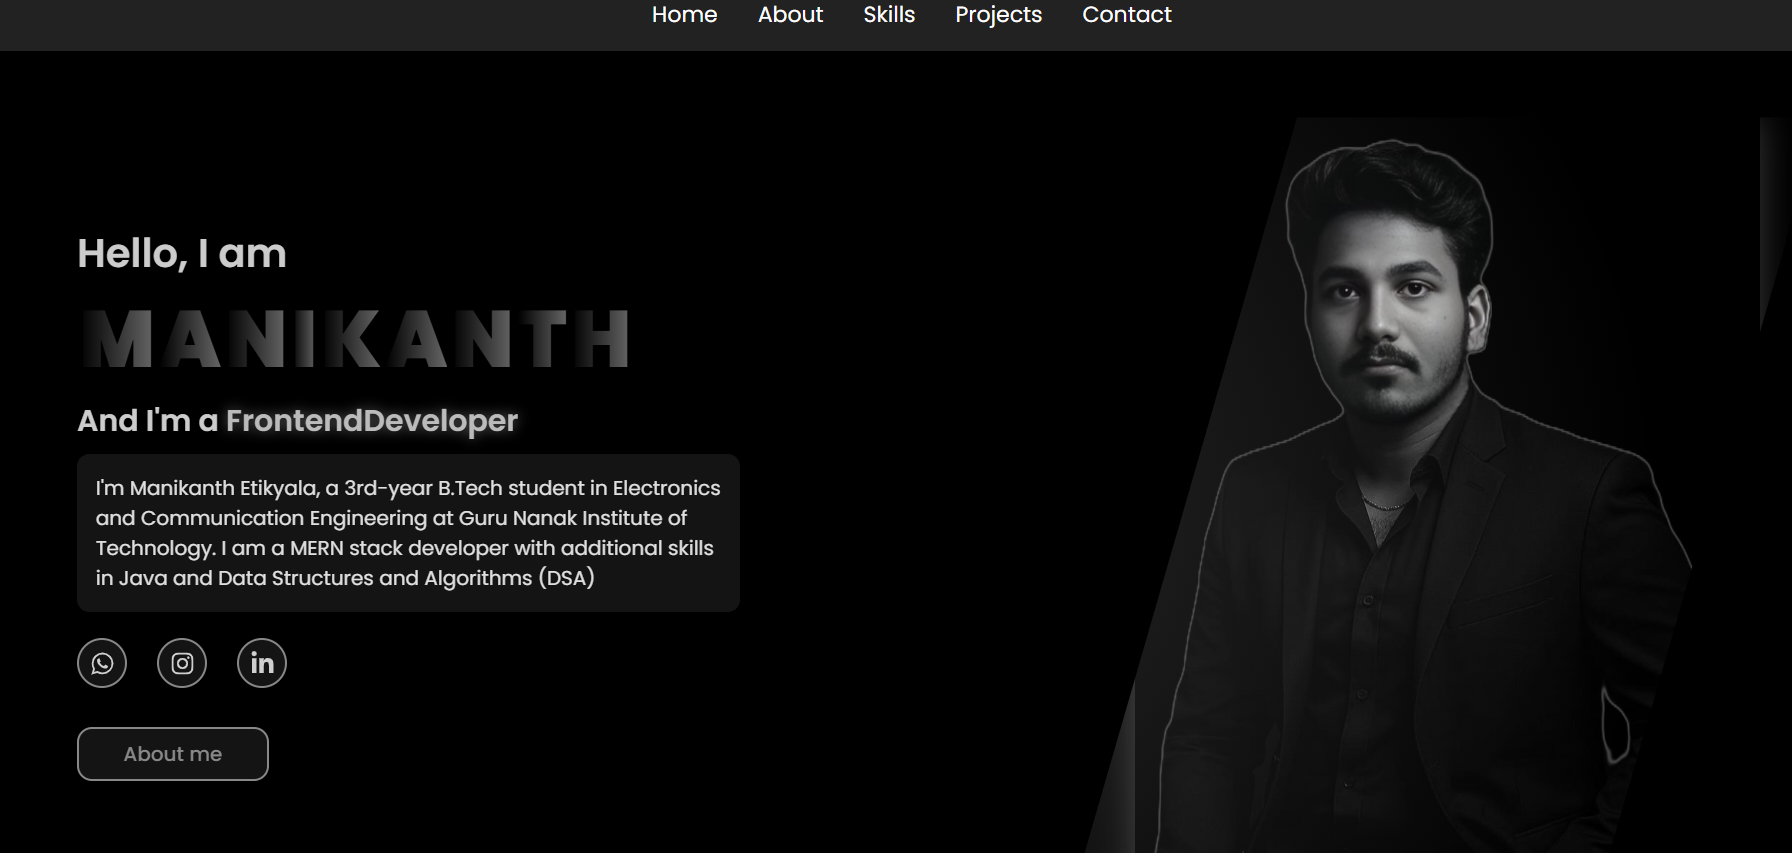 Home About Skills Projects Contact
Hello, I am
MANIKANTH
And I'm a FrontendDeveloper
I'm Manikanth Etikyala, a 3rd-year B.Tech student in Electronics
and Communication Engineering at Guru Nanak Institute of
Technology. I am a MERN stack developer with additional skills
in Java and Data Structures and Algorithms (DSA)
in
About me